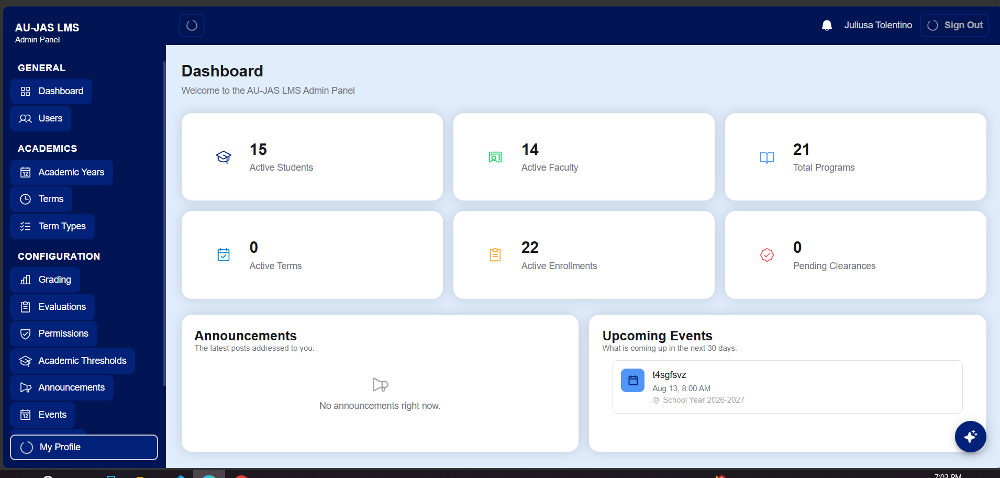 AU-JAS LMS
Admin Panel
GENERAL
Dashboard
Users
ACADEMICS
Academic Years
Terms
Term Types
CONFIGURATION
Grading
Evaluations
Permissions
Academic Thresholds
Announcements
Events
My Profile
Juliusa Tolentino
Sign Out
Dashboard
Welcome to the AU-JAS LMS Admin Panel
15
Active Students
14
Active Faculty
21
Total Programs
0
Active Terms
22
Active Enrollments
0
Pending Clearances
Announcements
The latest posts addressed to you.
No announcements right now.
Upcoming Events
What is coming up in the next 30 days.
t4sgfsvz
Aug 13, 8:00 AM
School Year 2026-2027
7:03 PM